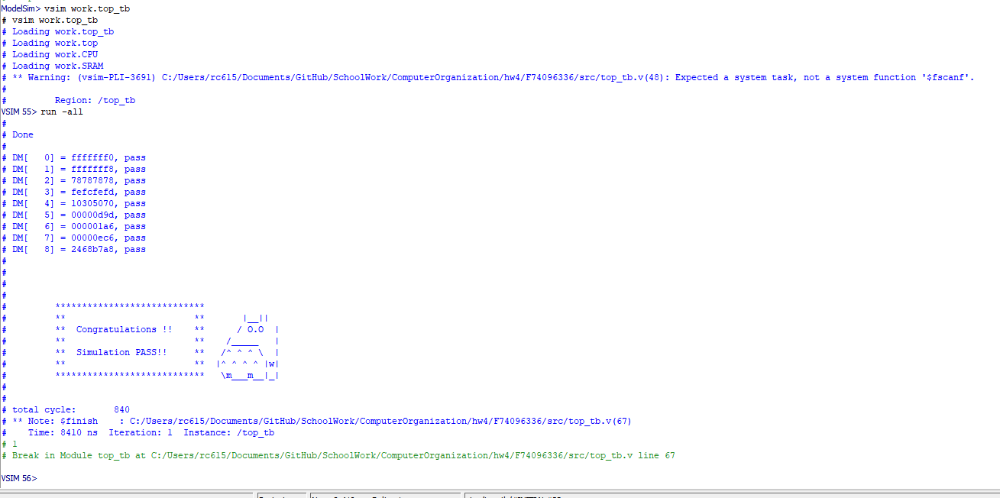 ModelSim> vsim work.top_tb
# vsim work.top_tb
# Loading work.top_tb
# Loading work.top
# Loading work.CPU
# Loading work.SRAM
# ** Warning: (vsim-PLI-3691) C:/Users/rc615/Documents/GitHub/SchoolWork/ComputerOrganization/hw4/F74096336/src/top_tb.v(48): Expected a system task, not a system function '$fscanf'.
#
#         Region: /top_tb
VSIM 55> run -all
#
# Done
#
# DM[   0] = fffffff0, pass
# DM[   1] = fffffff8, pass
# DM[   2] = 78787878, pass
# DM[   3] = fefcfefd, pass
# DM[   4] = 10305070, pass
# DM[   5] = 00000d9d, pass
# DM[   6] = 000001a6, pass
# DM[   7] = 00000ec6, pass
# DM[   8] = 2468b7a8, pass
#
#
#
#
#         ****************************
#         **                        **       |__||
#         **  Congratulations !!    **      / O.O  |
#         **                        **    /_____   |
#         **  Simulation PASS!!     **   /^ ^ ^ \  |
#         **                        **  |^ ^ ^ ^ |w|
#         ****************************   \m___m__|_|
#
#
# total cycle:       840
# ** Note: $finish    : C:/Users/rc615/Documents/GitHub/SchoolWork/ComputerOrganization/hw4/F74096336/src/top_tb.v(67)
#    Time: 8410 ns  Iteration: 1  Instance: /top_tb
# 1
# Break in Module top_tb at C:/Users/rc615/Documents/GitHub/SchoolWork/ComputerOrganization/hw4/F74096336/src/top_tb.v line 67
VSIM 56>